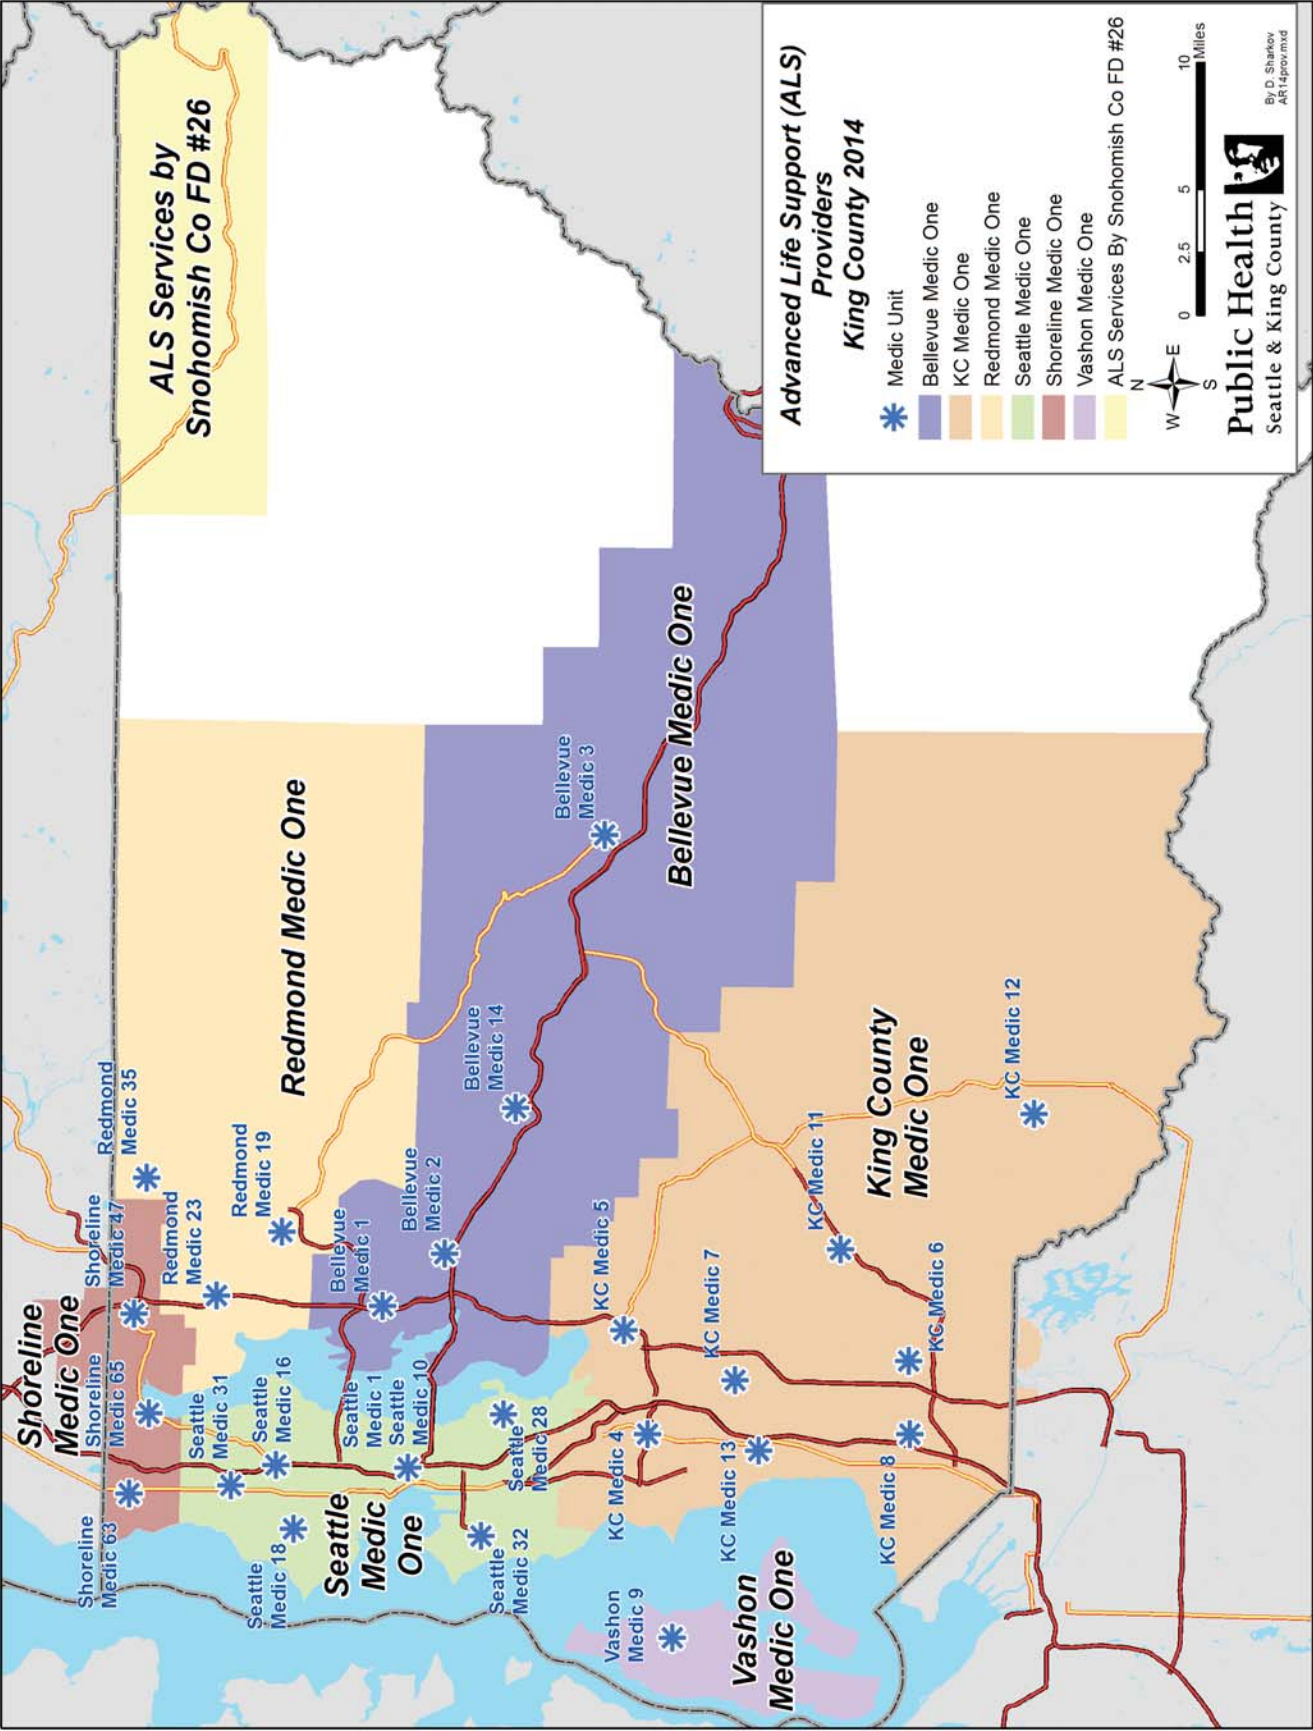 ALS Services by
Snohomish Co FD #26
Shoreline
Medic One
Shoreline
Medic 63
Shoreline
Medic 65
Shoreline
Medic 47
Redmond
Medic 35
Redmond
Medic 23
Redmond
Medic 19
Redmond Medic One
Seattle
Medic 31
Seattle
Medic 16
Seattle
Medic 18
Seattle
Medic 1
Seattle
Medic 10
Seattle
Medic
One
Seattle
Medic 32
Seattle
Medic 28
Bellevue
Medic 1
Bellevue
Medic 2
Bellevue
Medic 14
Bellevue
Medic 3
Bellevue Medic One
Vashon
Medic 9
Vashon
Medic One
KC Medic 4
KC Medic 5
KC Medic 13
KC Medic 7
KC Medic 11
KC Medic 8
KC Medic 6
KC Medic 12
King County
Medic One
Advanced Life Support (ALS)
Providers
King County 2014
Medic Unit
Bellevue Medic One
KC Medic One
Redmond Medic One
Seattle Medic One
Shoreline Medic One
Vashon Medic One
ALS Services By Snohomish Co FD #26
N
W E
S
0 2.5 5 10
Miles
Public Health
Seattle & King County
By D. Sharkov
AR14prov.mxd